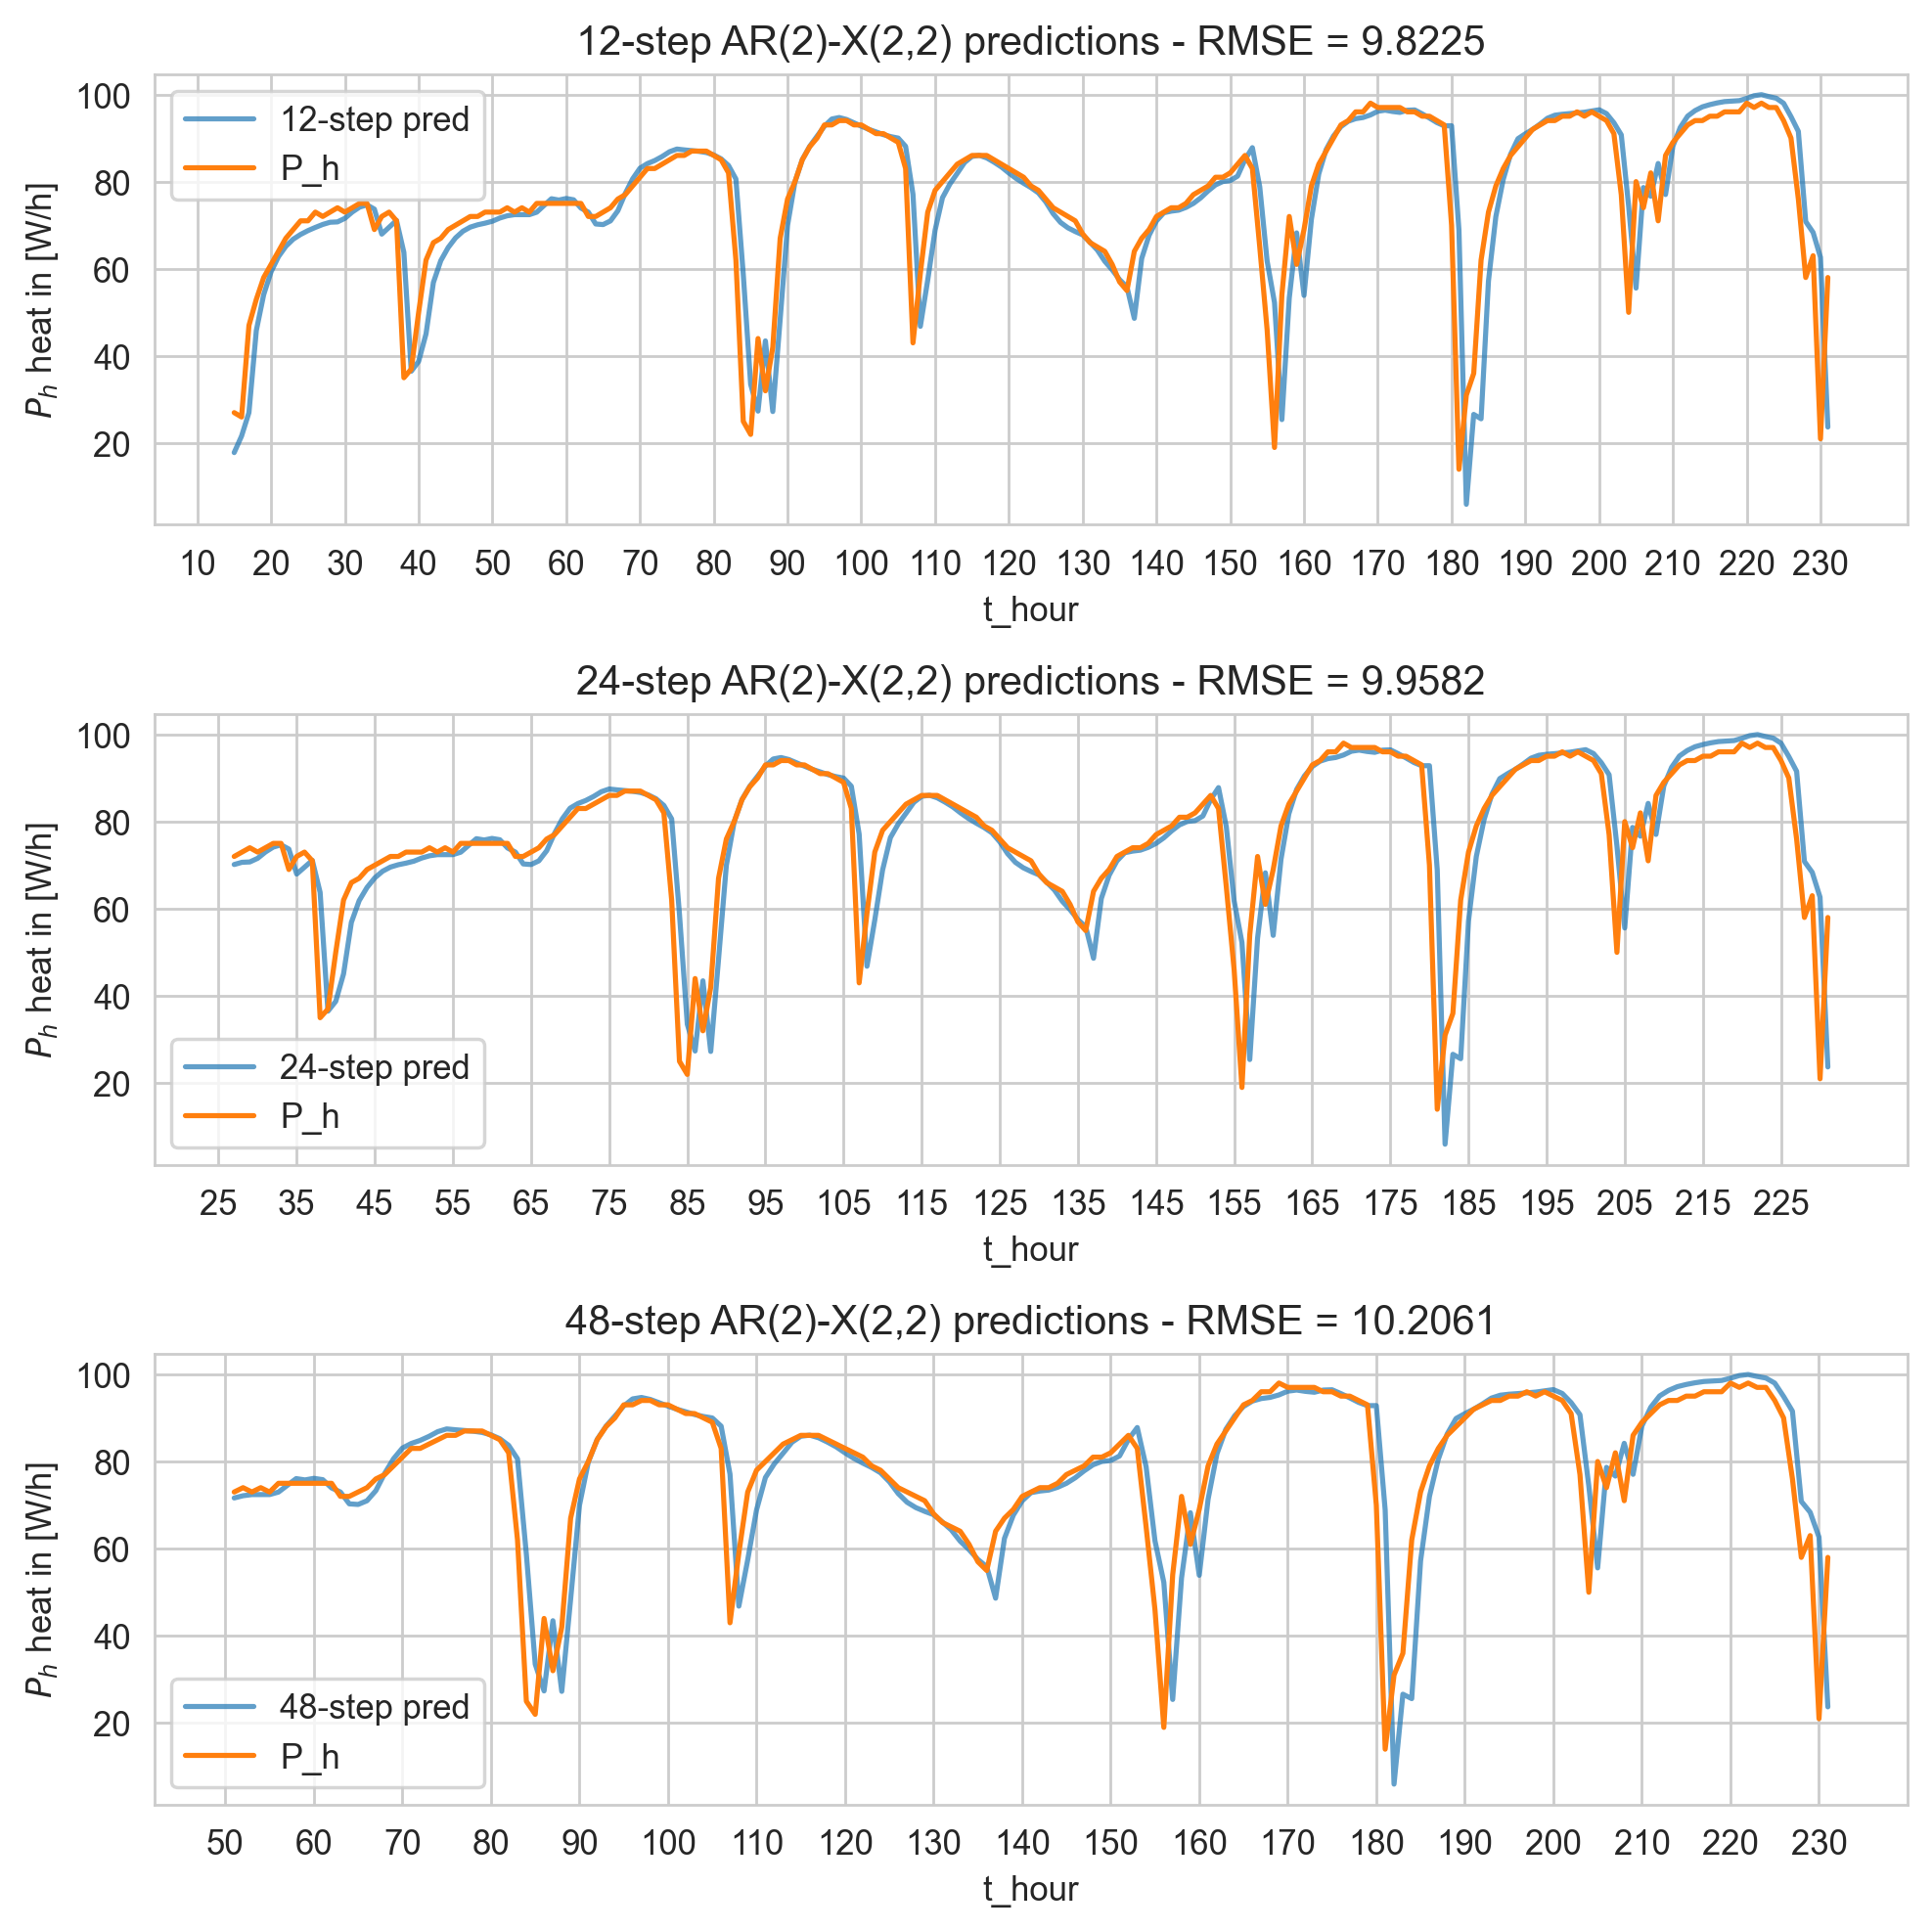 12-step AR(2)-X(2,2) predictions - RMSE = 9.8225
100
80
60
40
20
P_h heat in [W/h]
12-step pred
P_h
10 20 30 40 50 60 70 80 90 100 110 120 130 140 150 160 170 180 190 200 210 220 230
t_hour
24-step AR(2)-X(2,2) predictions - RMSE = 9.9582
100
80
60
40
20
P_h heat in [W/h]
24-step pred
P_h
25 35 45 55 65 75 85 95 105 115 125 135 145 155 165 175 185 195 205 215 225
t_hour
48-step AR(2)-X(2,2) predictions - RMSE = 10.2061
100
80
60
40
20
P_h heat in [W/h]
48-step pred
P_h
50 60 70 80 90 100 110 120 130 140 150 160 170 180 190 200 210 220 230
t_hour